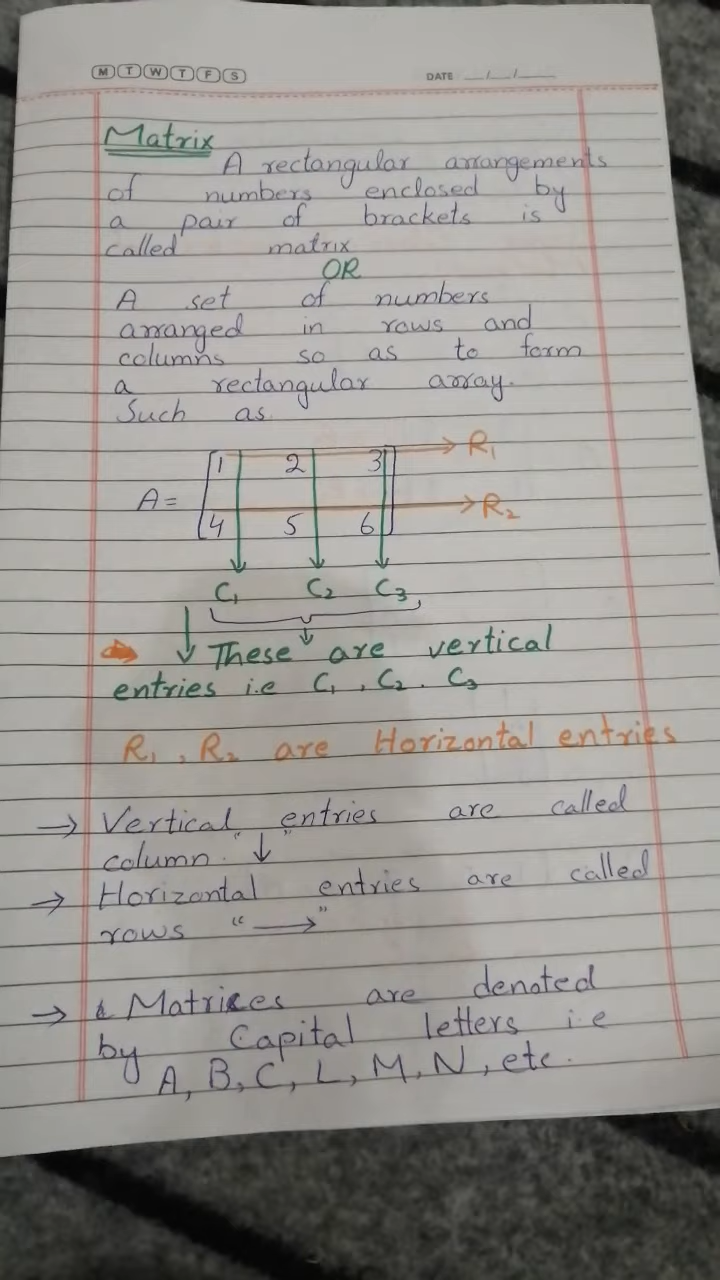 M T W T F S
DATE __/__/__
Matrix
A rectangular arrangements
of numbers enclosed by
a pair of brackets is
called matrix
OR
A set of numbers
arranged in rows and
columns so as to form
a rectangular array.
Such as
1 2 3 → R₁
A =
4 5 6 → R₂
C₁ C₂ C₃
↓ These are vertical
entries i.e C₁, C₂. C₃
R₁, R₂ are Horizontal entries
→ Vertical entries are called
column. "↓"
→ Horizontal entries are called
rows "→"
→ Matrices are denoted
by Capital letters i.e
A, B, C, L, M, N, etc.